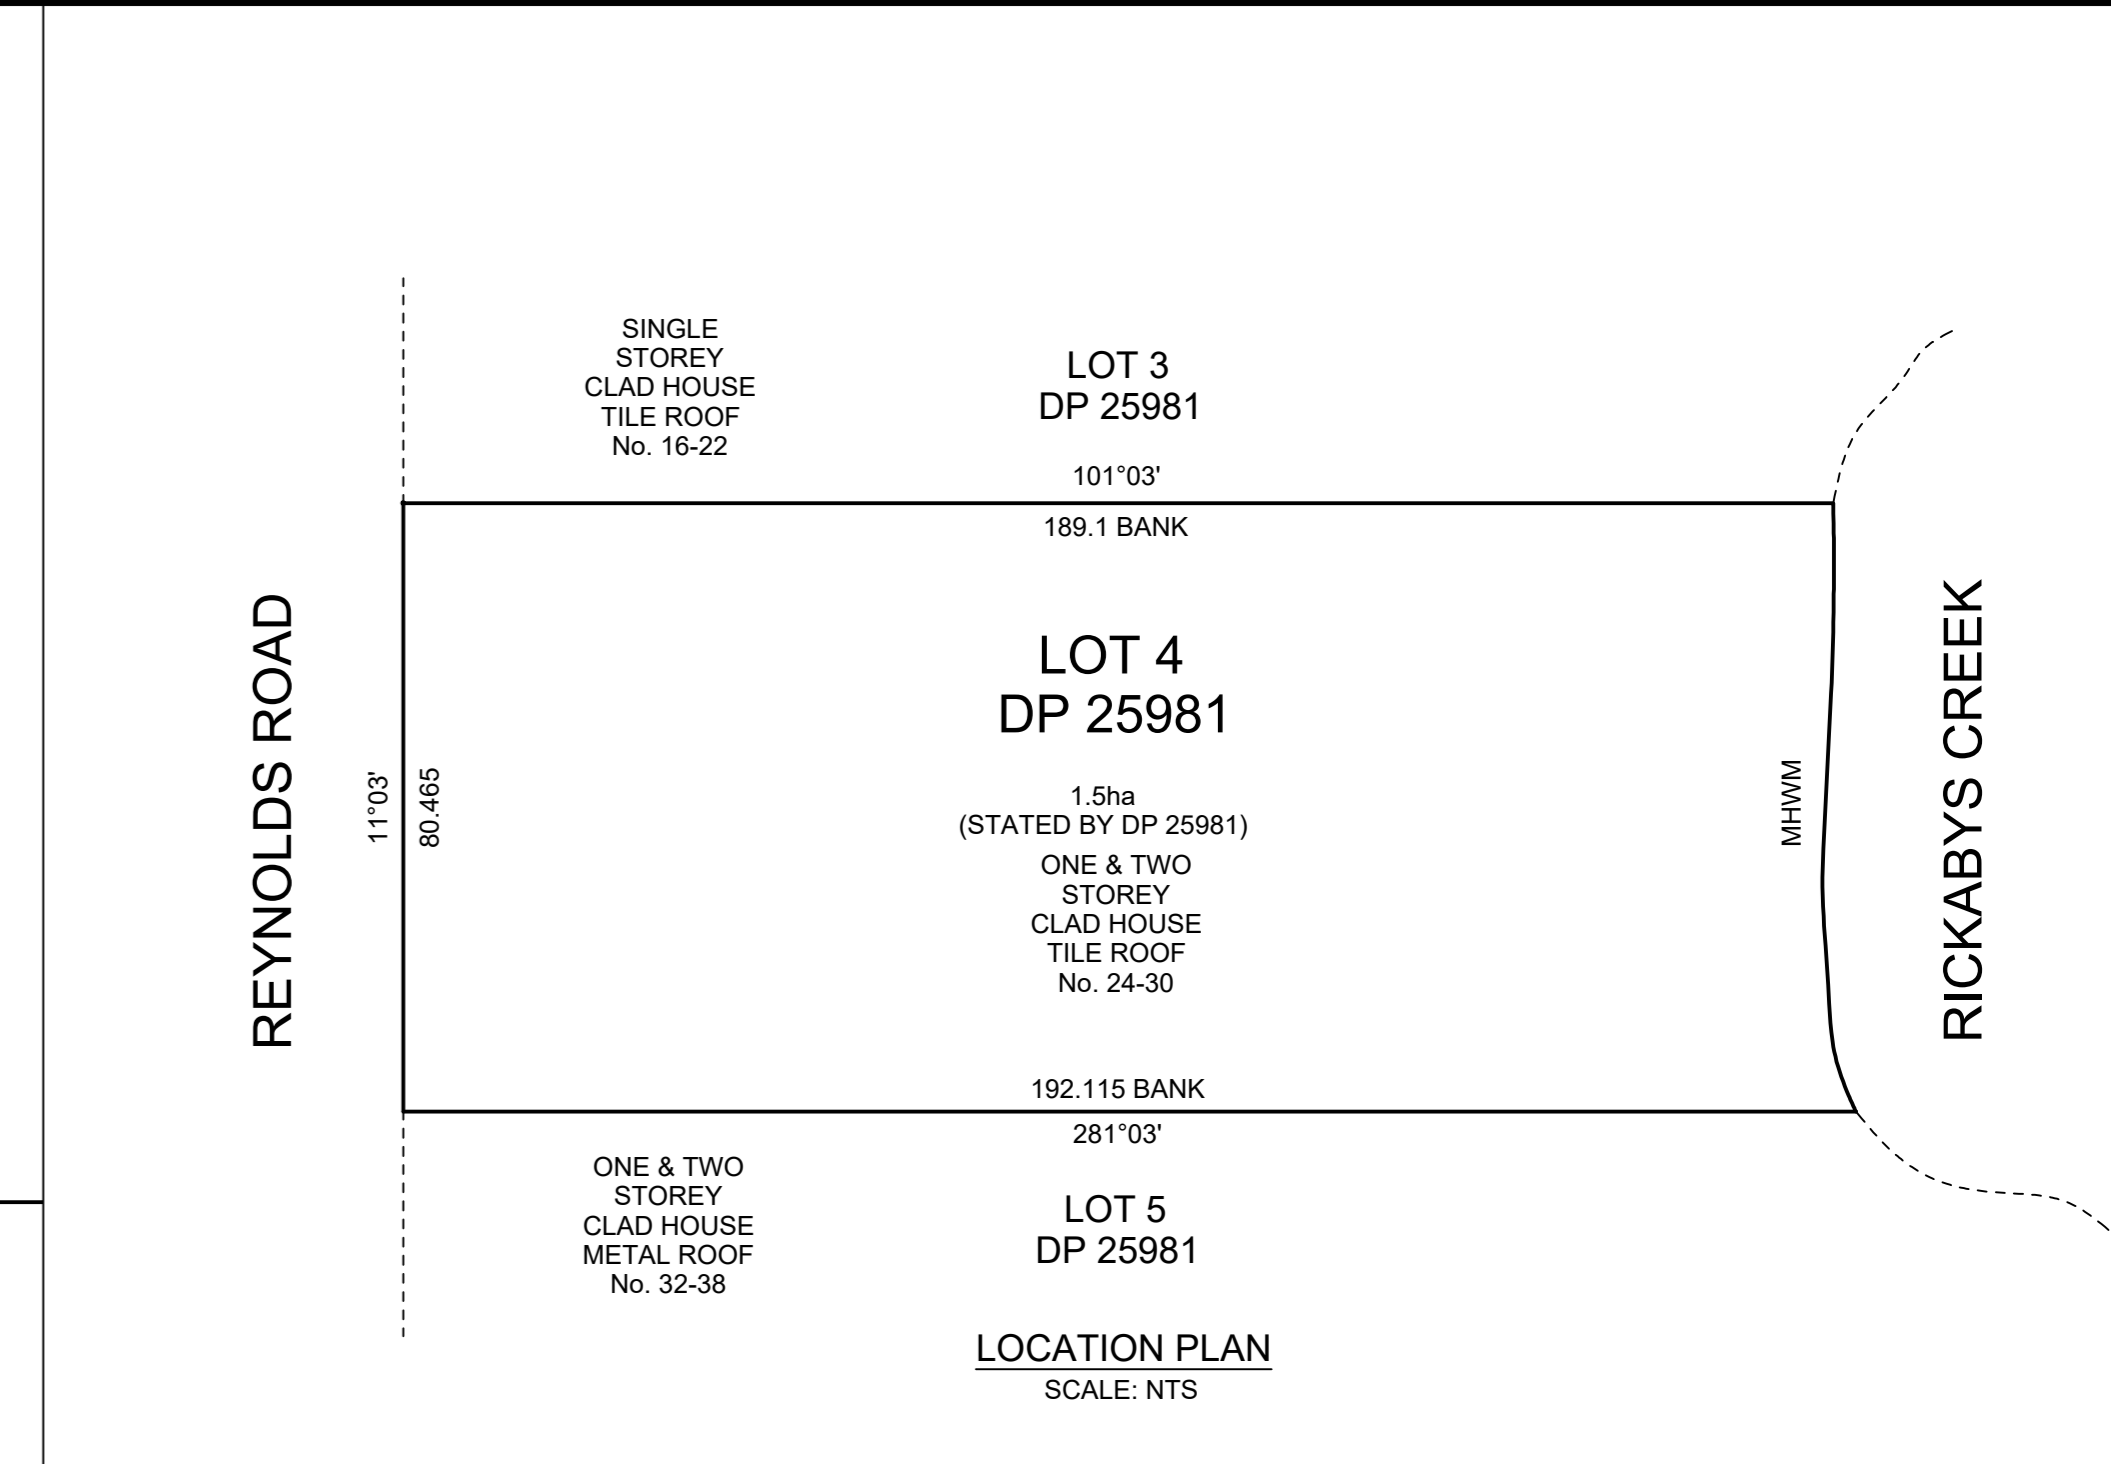 SINGLE
STOREY
CLAD HOUSE
TILE ROOF
No. 16-22
LOT 3
DP 25981
101°03'
189.1 BANK
REYNOLDS ROAD
11°03'
80.465
LOT 4
DP 25981
1.5ha
(STATED BY DP 25981)
ONE & TWO
STOREY
CLAD HOUSE
TILE ROOF
No. 24-30
MHWM
RICKABYS CREEK
192.115 BANK
281°03'
ONE & TWO
STOREY
CLAD HOUSE
METAL ROOF
No. 32-38
LOT 5
DP 25981
LOCATION PLAN
SCALE: NTS